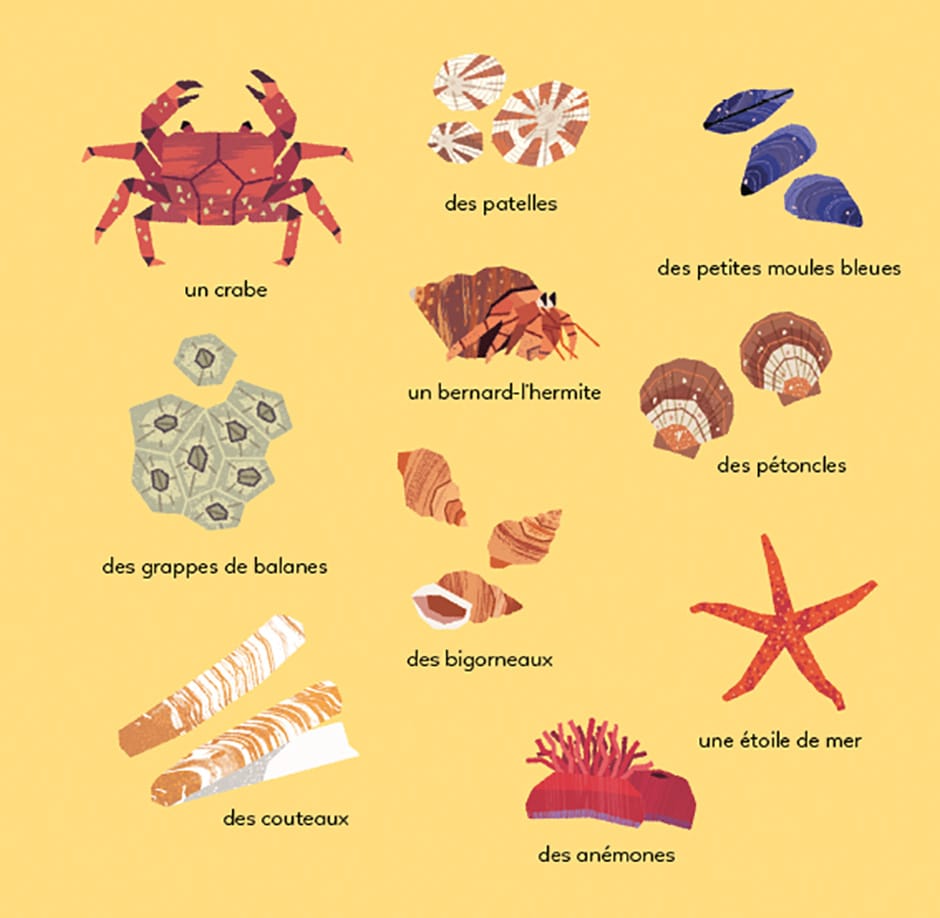 des patelles
des petites moules bleues
un crabe
un bernard-l'hermite
des pétoncles
des grappes de balanes
des bigorneaux
une étoile de mer
des couteaux
des anémones